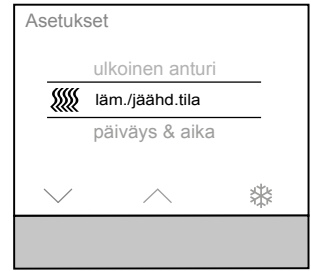 Asetukset
ulkoinen anturi
läm./jäähd.tila
päiväys & aika